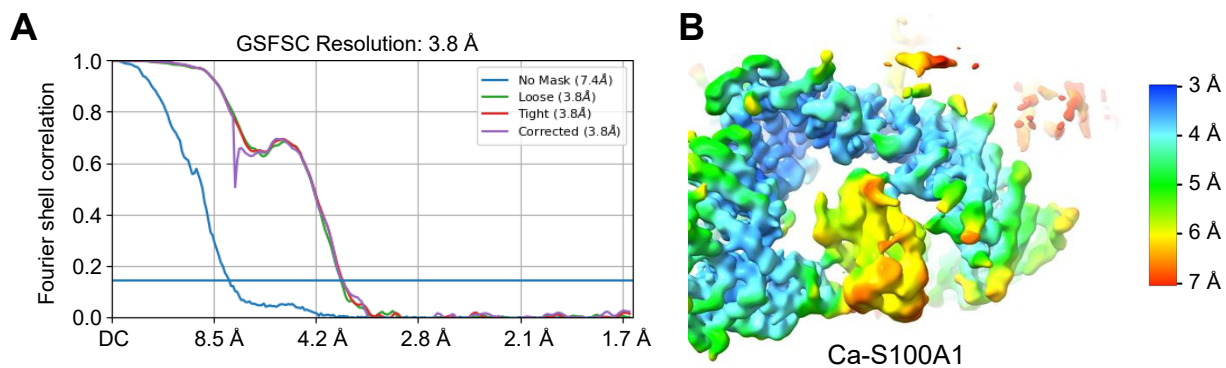 A
GSFSC Resolution: 3.8 Å
Fourier shell correlation
1.0
0.8
0.6
0.4
0.2
0.0
DC
8.5 Å
4.2 Å
2.8 Å
2.1 Å
1.7 Å
No Mask (7.4Å)
Loose (3.8Å)
Tight (3.8Å)
Corrected (3.8Å)
B
Ca-S100A1
3 Å
4 Å
5 Å
6 Å
7 Å